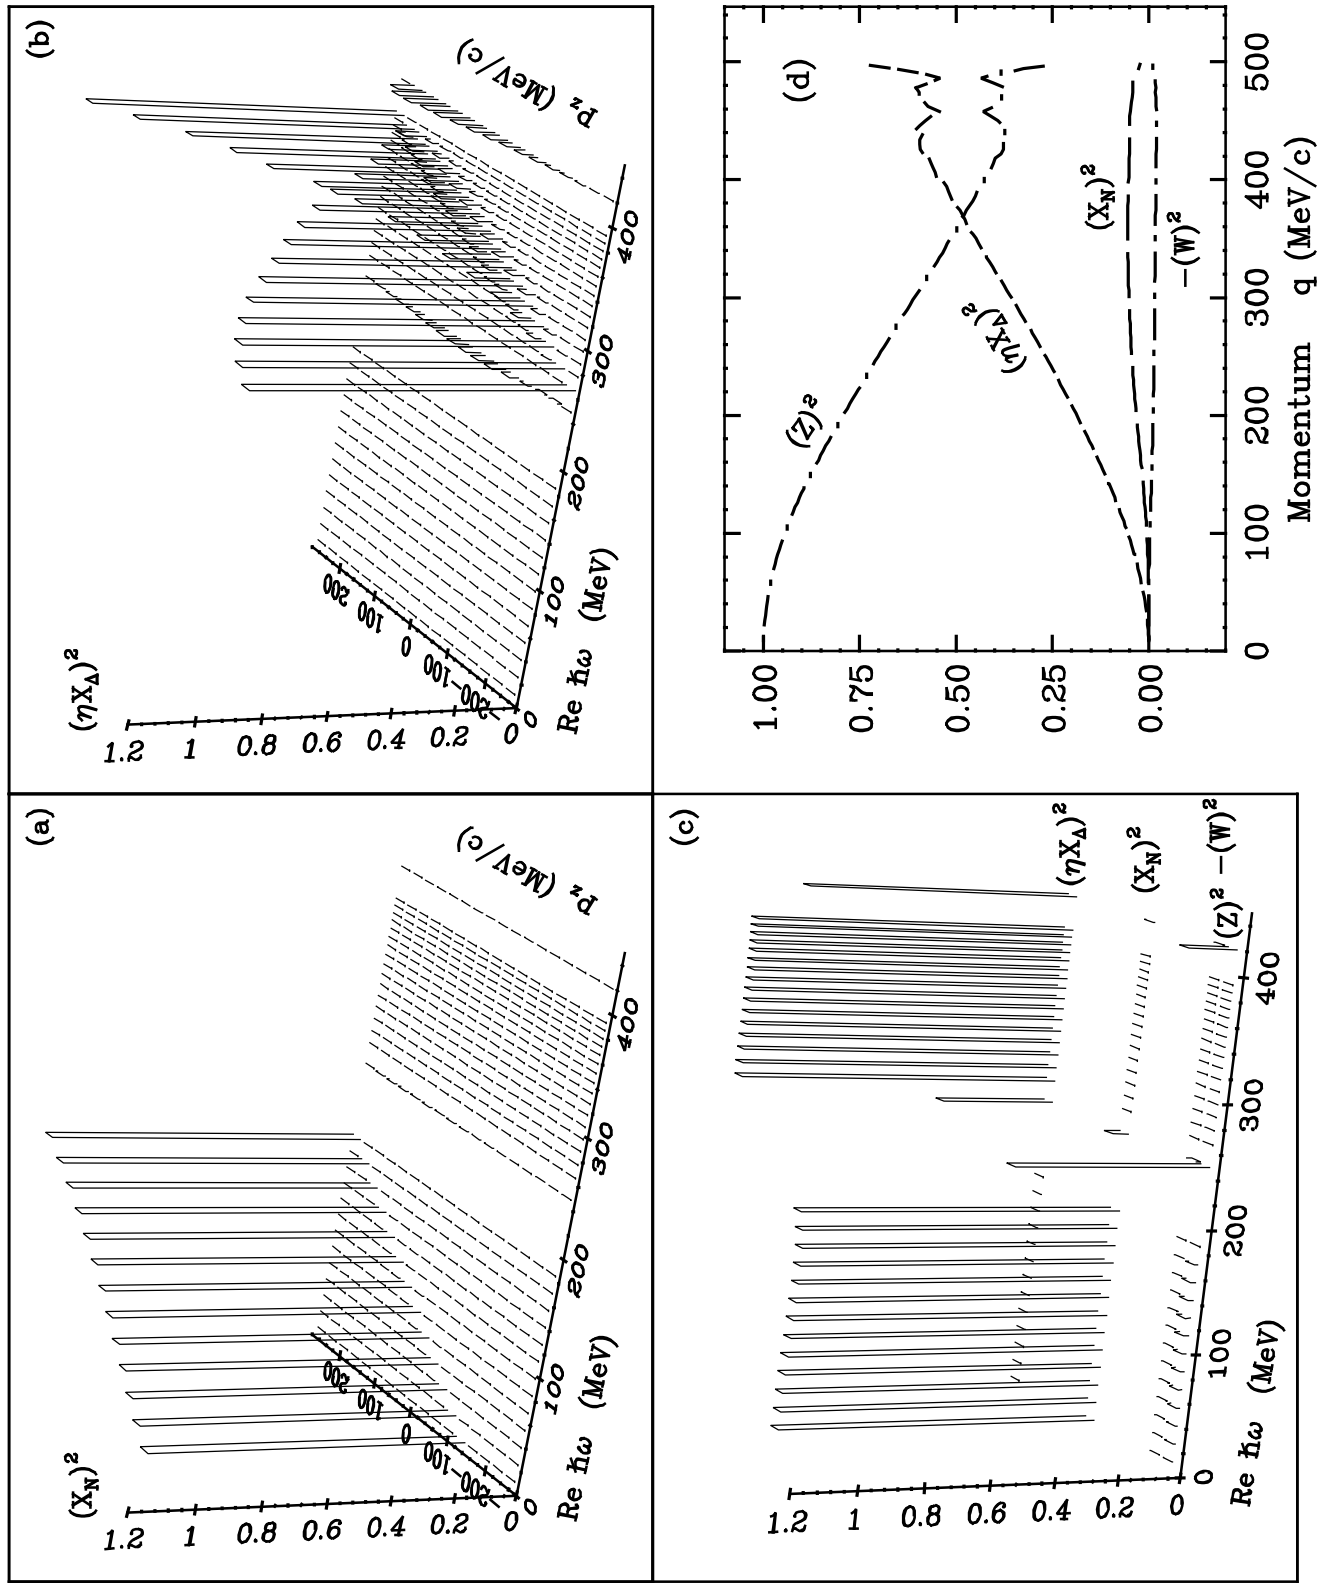 (a)
(X_N)^2
1.2
1
0.8
0.6
0.4
0.2
0
-200
-100
0
100
200
0
100
200
300
400
Re ℏω (MeV)
p_z (MeV/c)
(b)
(ηX_Δ)^2
1.2
1
0.8
0.6
0.4
0.2
0
-200
-100
0
100
200
0
100
200
300
400
Re ℏω (MeV)
p_z (MeV/c)
(c)
1.2
1
0.8
0.6
0.4
0.2
0
0
100
200
300
400
Re ℏω (MeV)
(ηX_Δ)^2
(X_N)^2
(Z)^2 -(W)^2
(d)
1.00
0.75
0.50
0.25
0.00
(Z)^2
(ηX_Δ)^2
(X_N)^2
-(W)^2
0 100 200 300 400 500
Momentum q (MeV/c)